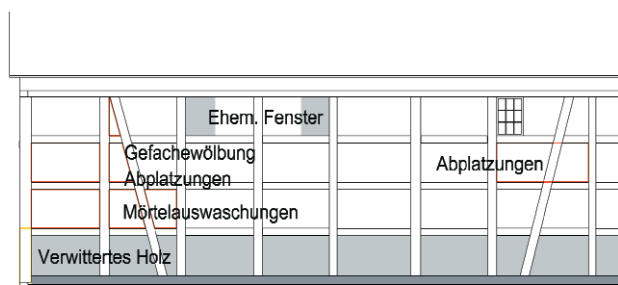 Ehem. Fenster
Gefachewölbung
Abplatzungen
Abplatzungen
Mörtelauswaschungen
Verwittertes Holz